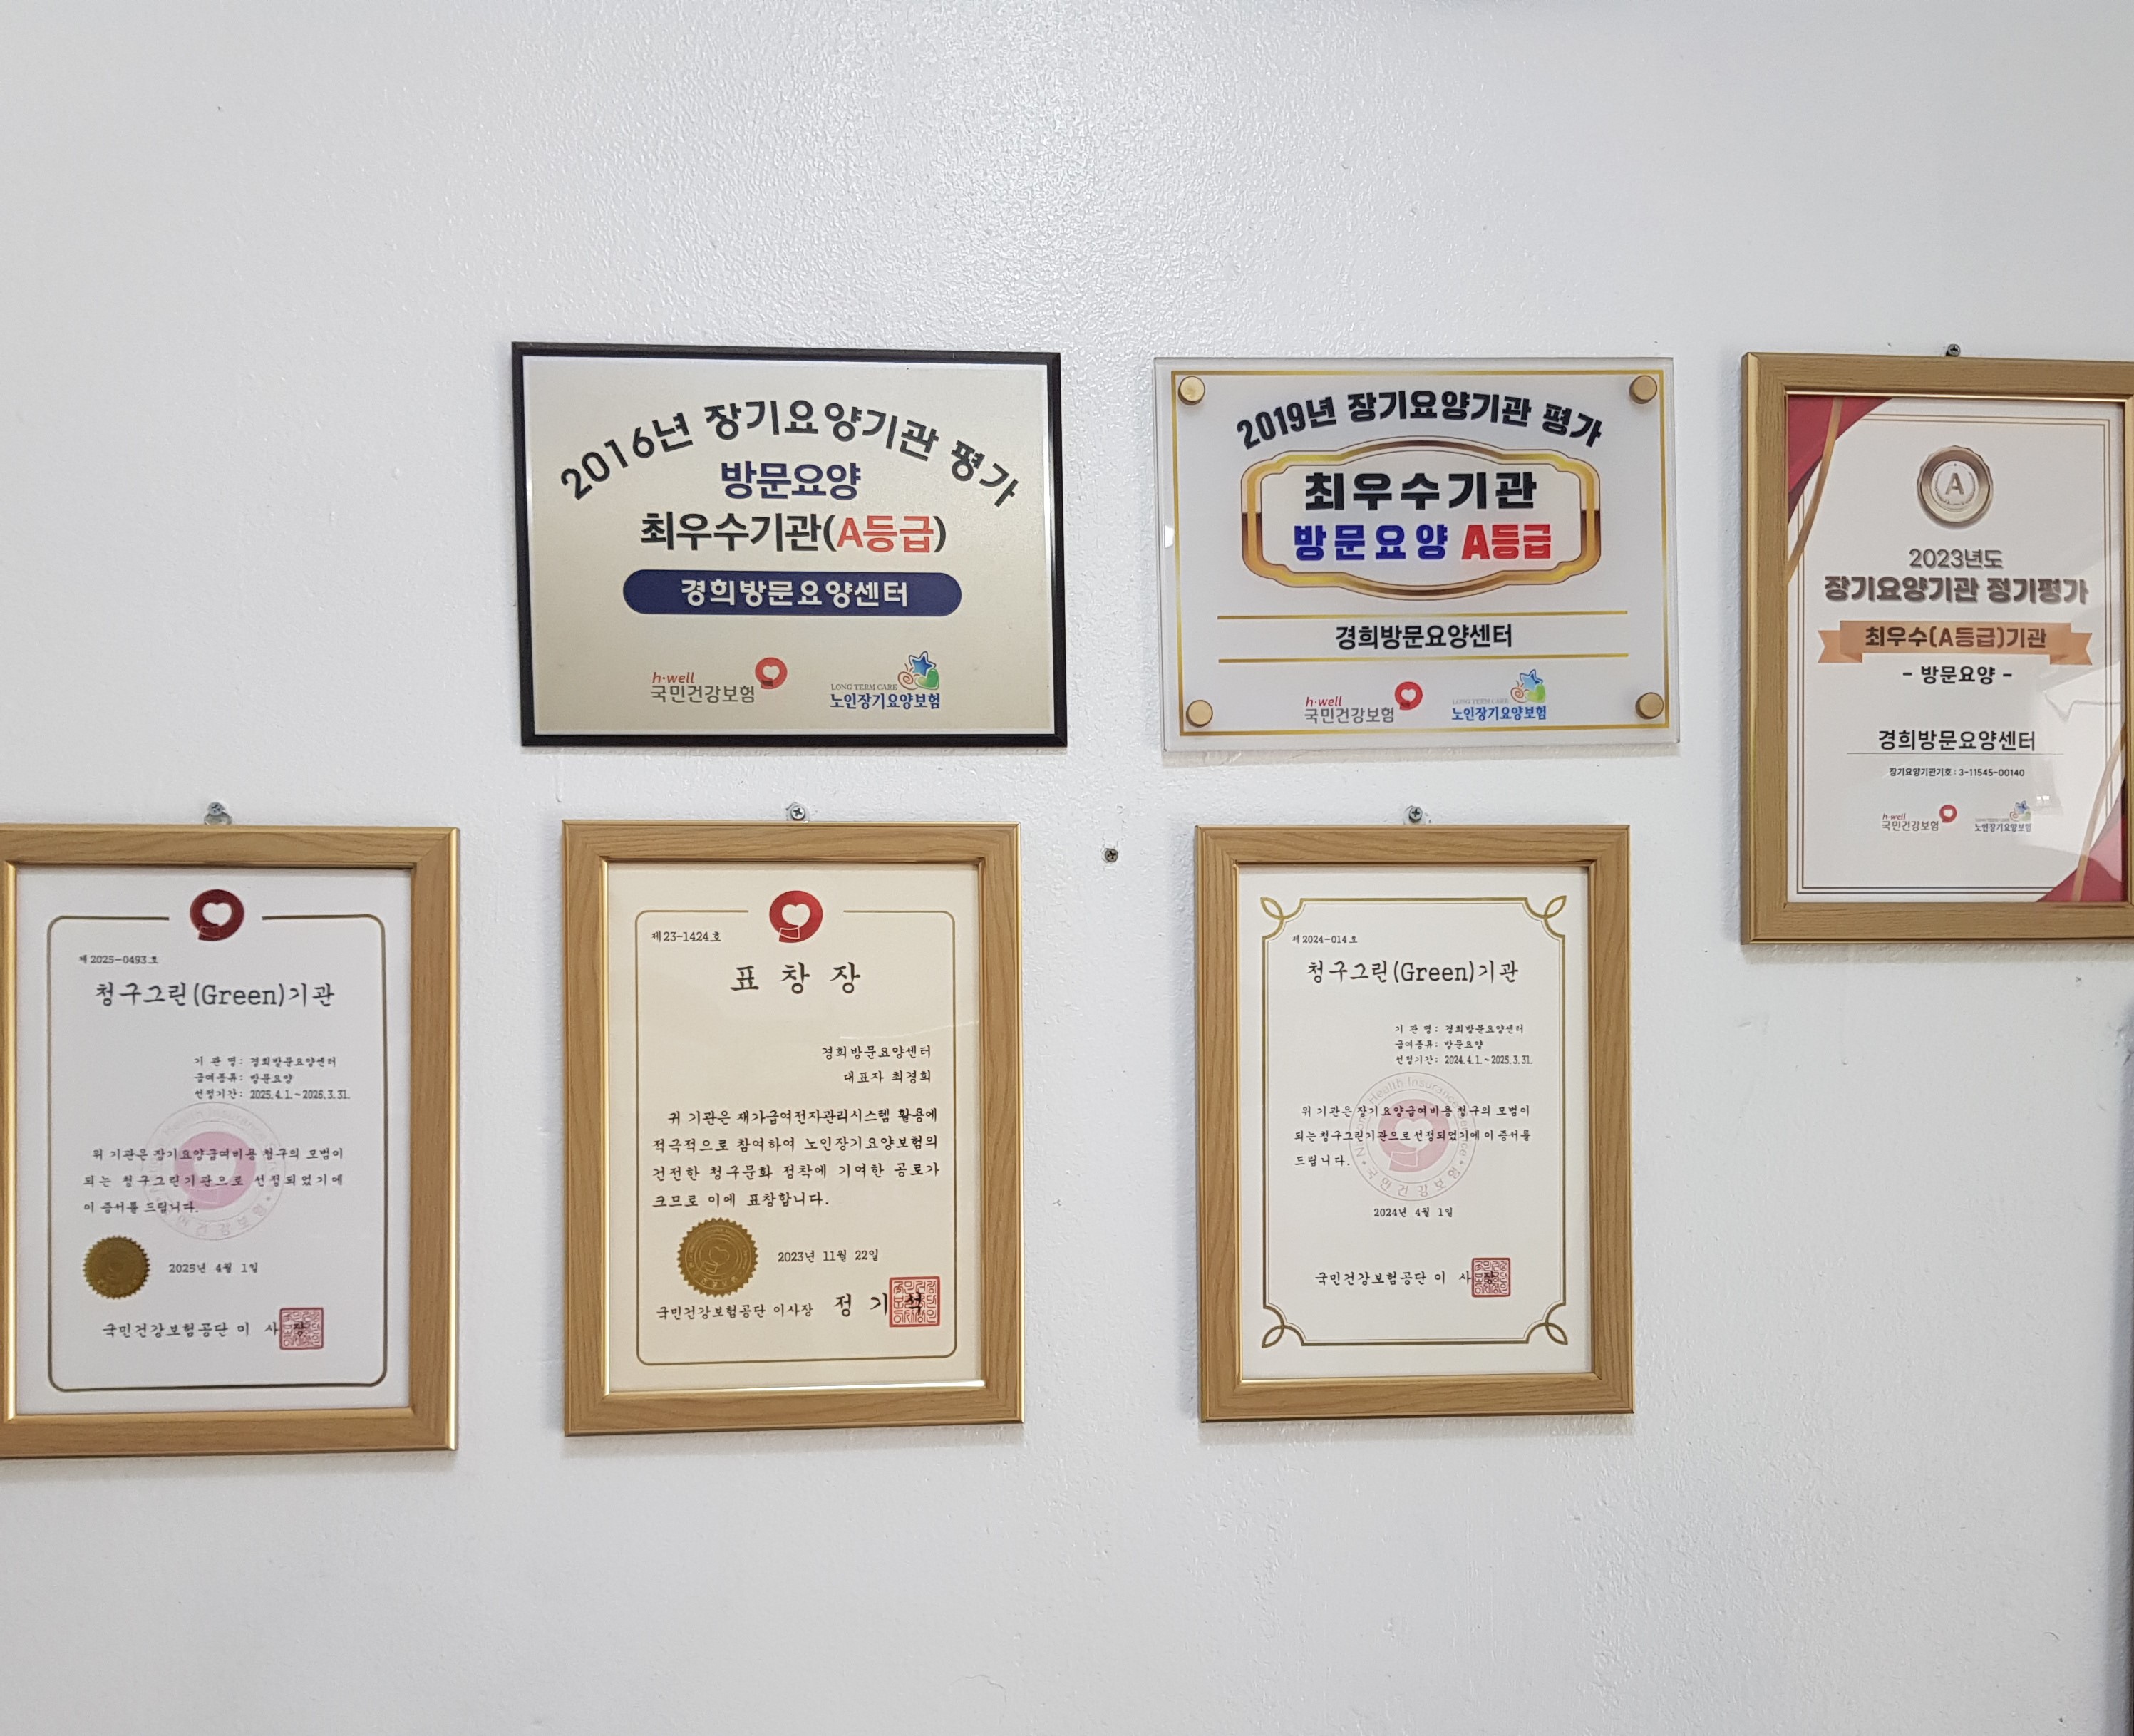 2016년 장기요양기관 평가
방문요양
최우수기관(A등급)
경희방문요양센터
h·well
국민건강보험
LONG TERM CARE
노인장기요양보험
2019년 장기요양기관 평가
최우수기관
방문요양 A등급
경희방문요양센터
h·well
국민건강보험
LONG TERM CARE
노인장기요양보험
A
2023년도
장기요양기관 정기평가
최우수(A등급)기관
- 방문요양 -
경희방문요양센터
장기요양기관기호 : 3-11545-00140
h·well
국민건강보험
노인장기요양보험
제 2025-0493 호
청구그린(Green)기관
기 관 명: 경희방문요양센터
급여종류: 방문요양
선정기간: 2025. 4. 1. ~ 2026. 3. 31.
위 기관은 장기요양급여비용 청구의 모범이
되는 청구그린기관으로 선정되었기에
이 증서를 드립니다.
2025년 4월 1일
국민건강보험공단 이 사 장
제23-1424호
표 창 장
경희방문요양센터
대표자 최경희
귀 기관은 재가급여전자관리시스템 활용에
적극적으로 참여하여 노인장기요양보험의
건전한 청구문화 정착에 기여한 공로가
크므로 이에 표창합니다.
2023년 11월 22일
국민건강보험공단 이사장 정 기 석
제 2024-014 호
청구그린(Green)기관
기 관 명: 경희방문요양센터
급여종류: 방문요양
선정기간: 2024. 4. 1. ~ 2025. 3. 31.
위 기관은 장기요양급여비용 청구의 모범이
되는 청구그린기관으로 선정되었기에 이 증서를
드립니다.
2024년 4월 1일
국민건강보험공단 이 사 장